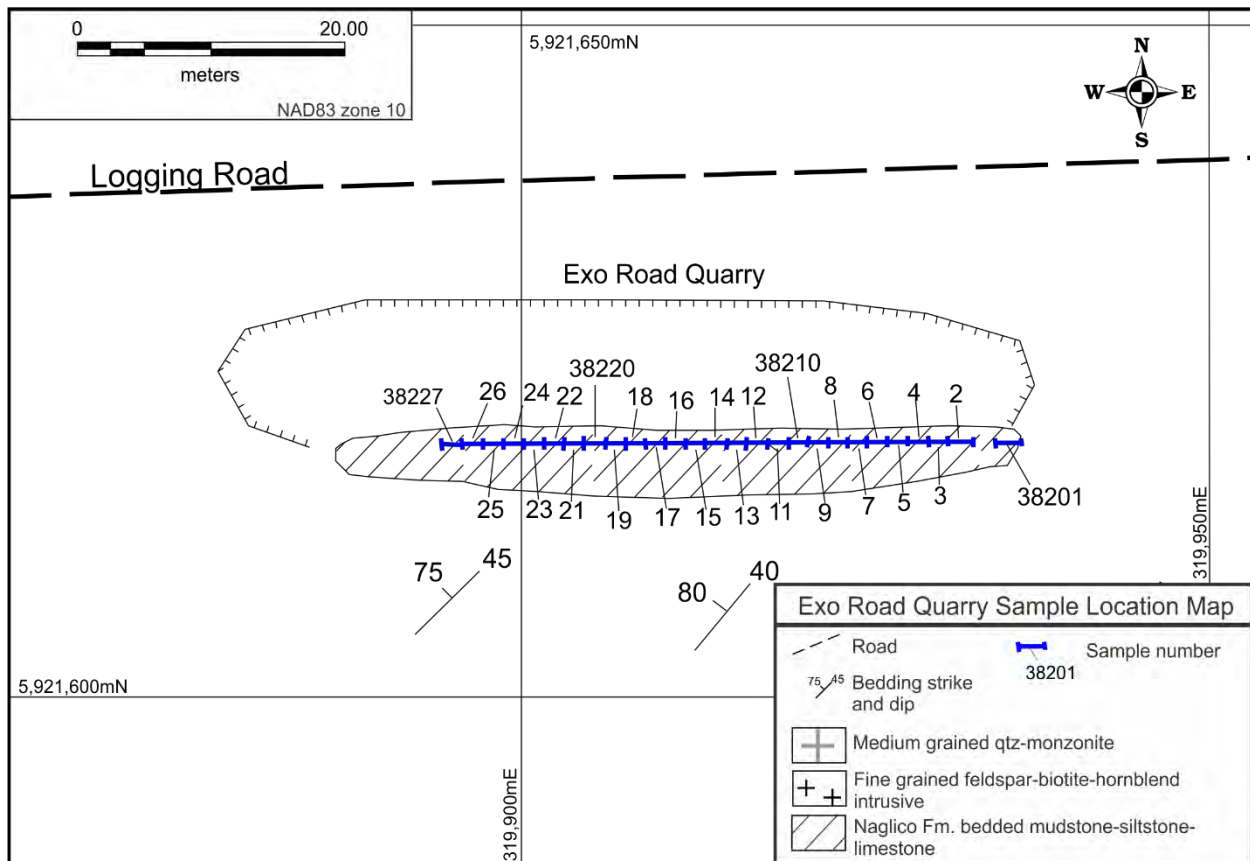 0 20.00
meters
NAD83 zone 10
5,921,650mN
N
W E
S
Logging Road
Exo Road Quarry
38227 26 24 22 38220 18 16 14 12 38210 8 6 4 2
25 23 21 19 17 15 13 11 9 7 5 3 38201
319,950mE
75 45
80 40
5,921,600mN
319,900mE
Exo Road Quarry Sample Location Map
Road
Sample number
38201
75 45 Bedding strike
and dip
Medium grained qtz-monzonite
Fine grained feldspar-biotite-hornblend
intrusive
Naglico Fm. bedded mudstone-siltstone-
limestone